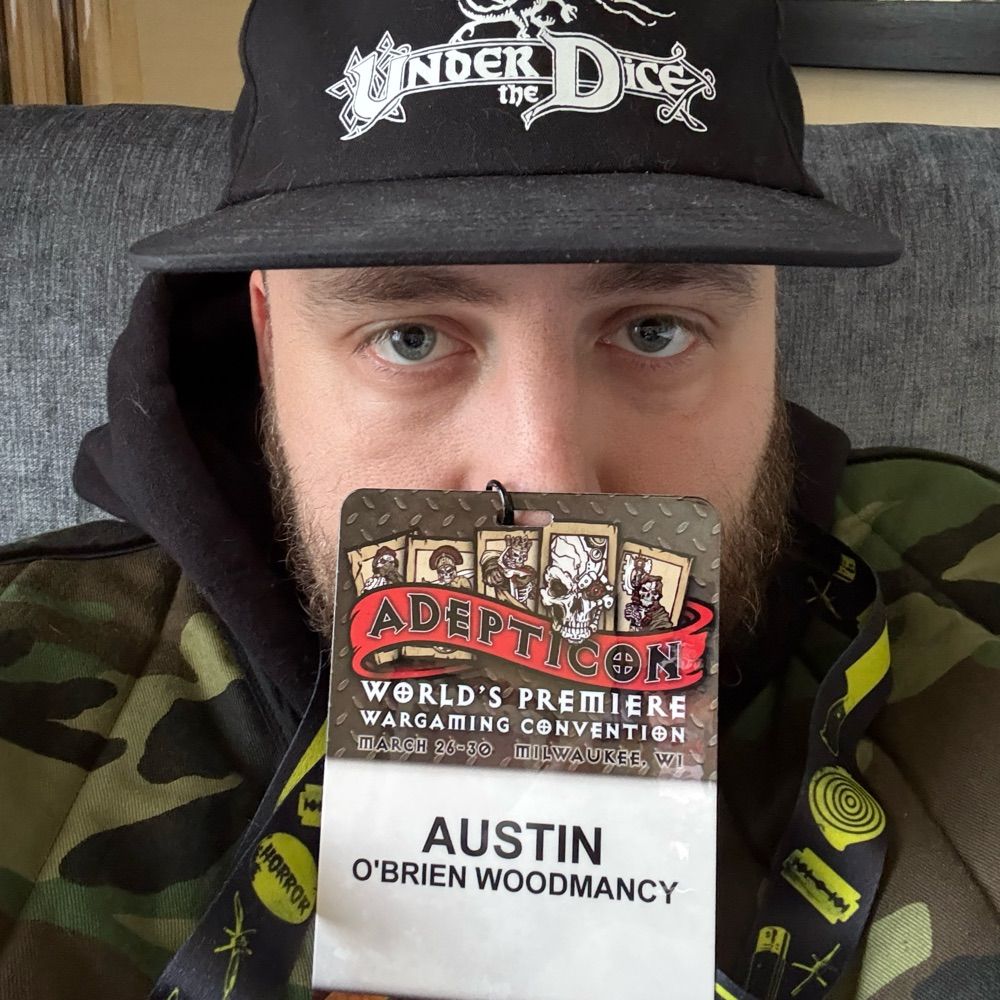 UNDER the DICE
ADEPTICON
WORLD'S PREMIERE
WARGAMING CONVENTION
MARCH 26-30 MILWAUKEE, WI
AUSTIN
O'BRIEN WOODMANCY
HORROR